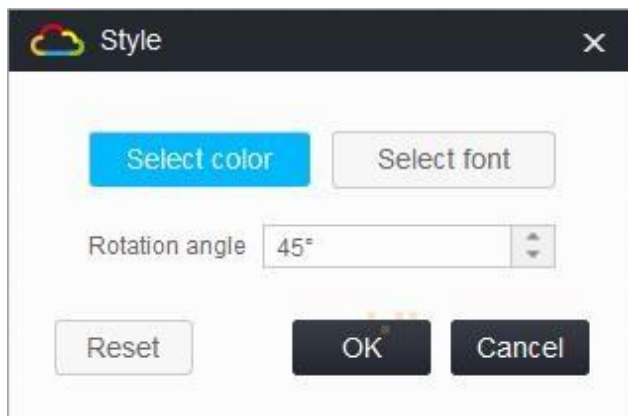 Style
Select color Select font
Rotation angle 45°
Reset OK Cancel